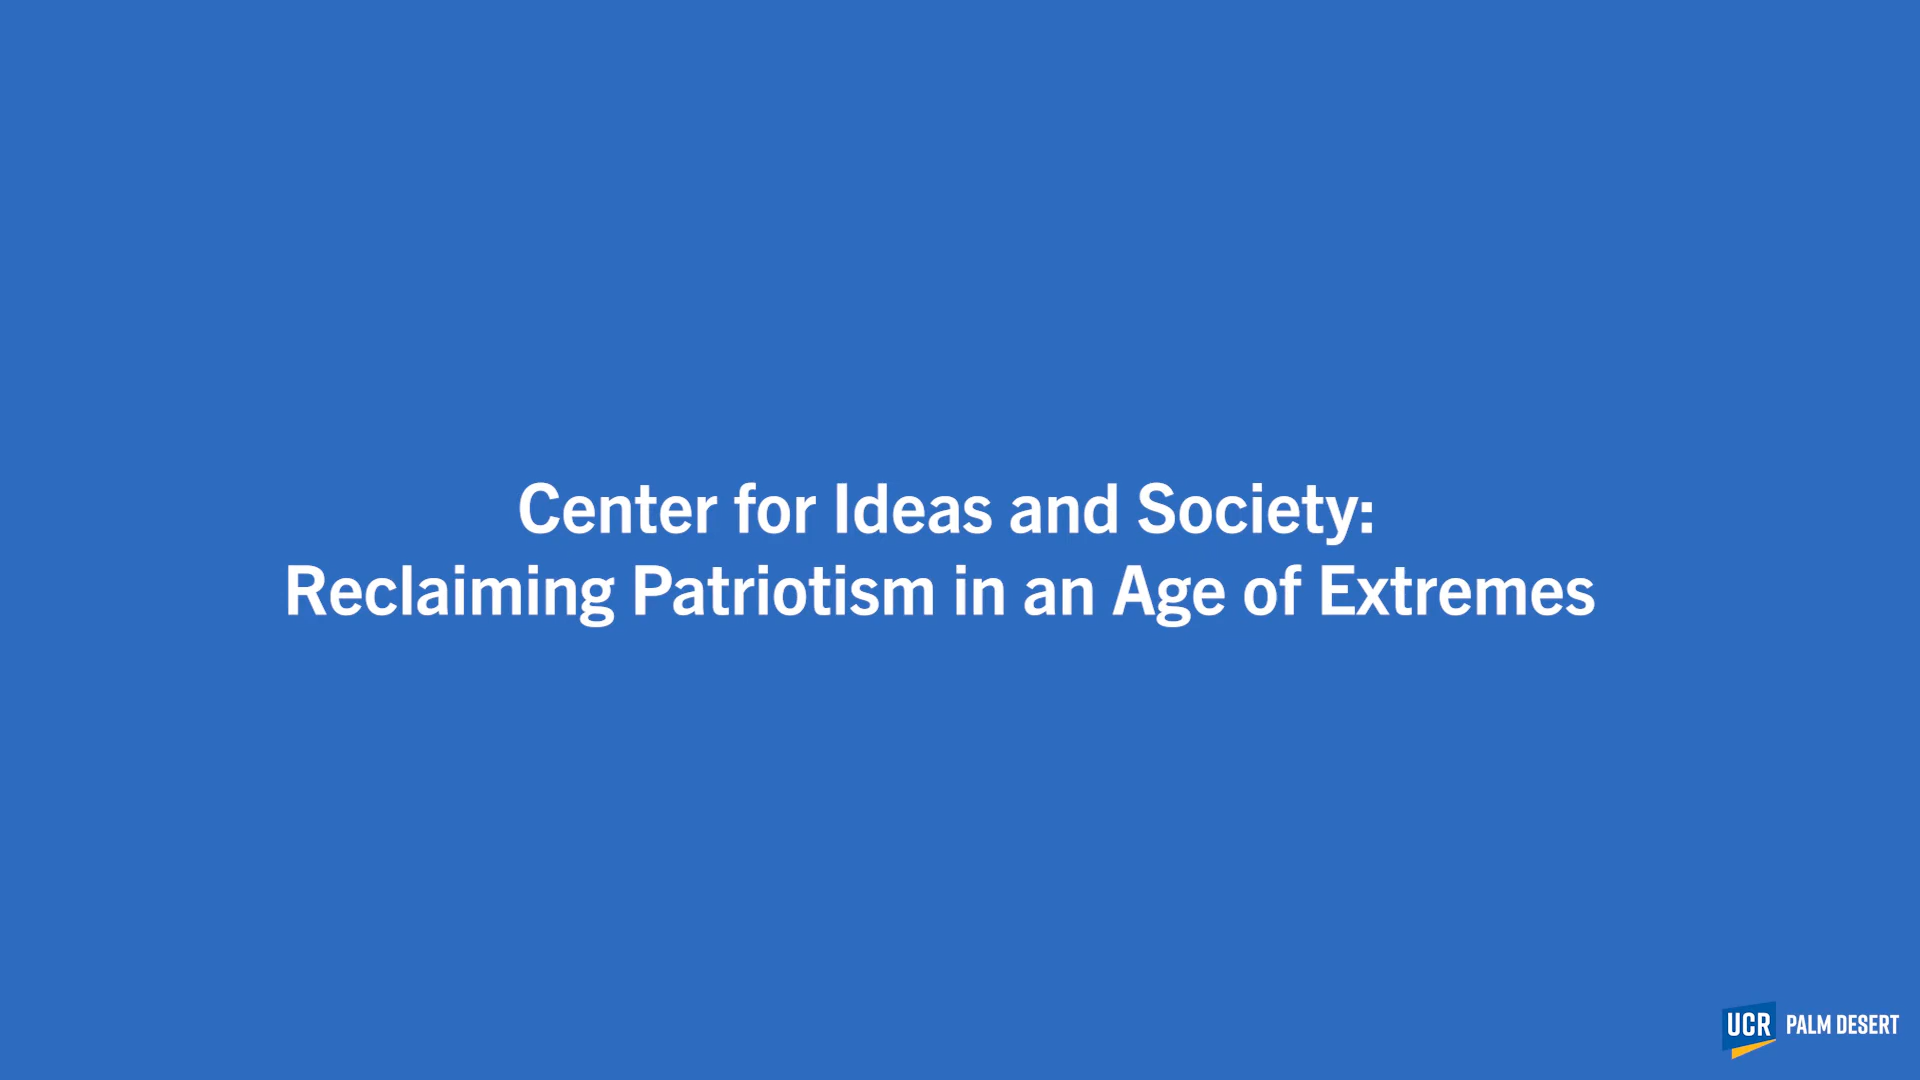 Center for Ideas and Society:
Reclaiming Patriotism in an Age of Extremes
UCR PALM DESERT